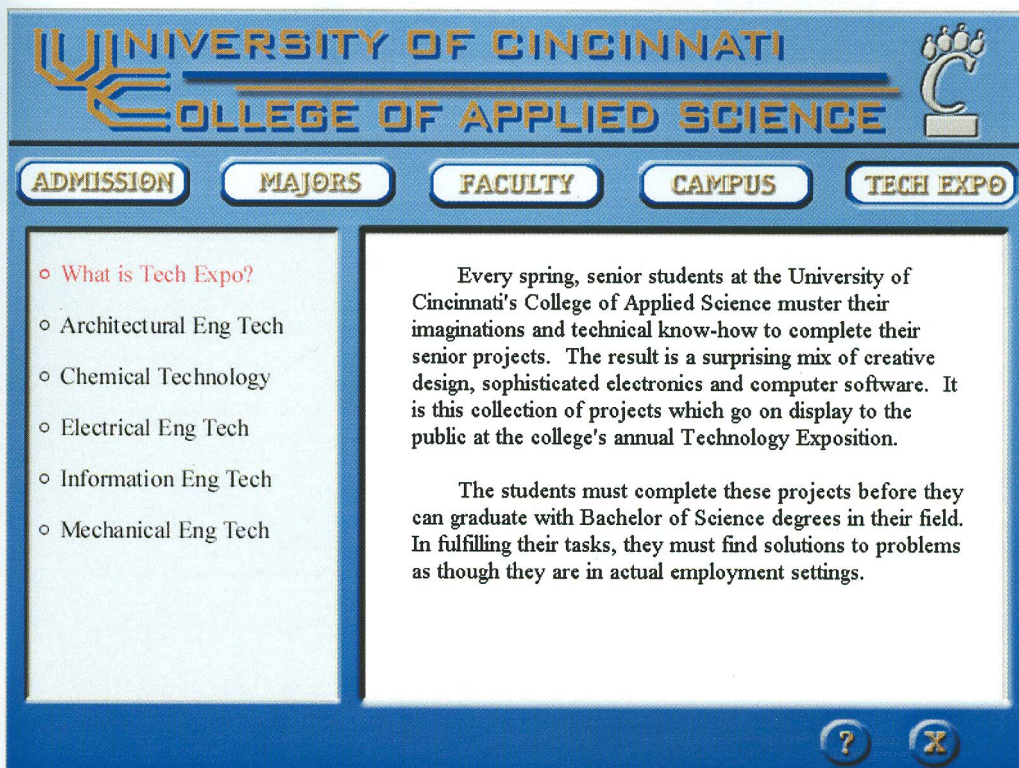 UNIVERSITY OF CINCINNATI
COLLEGE OF APPLIED SCIENCE
C
ADMISSION
MAJORS
FACULTY
CAMPUS
TECH EXPO
What is Tech Expo?
Architectural Eng Tech
Chemical Technology
Electrical Eng Tech
Information Eng Tech
Mechanical Eng Tech
Every spring, senior students at the University of
Cincinnati's College of Applied Science muster their
imaginations and technical know-how to complete their
senior projects. The result is a surprising mix of creative
design, sophisticated electronics and computer software. It
is this collection of projects which go on display to the
public at the college's annual Technology Exposition.
The students must complete these projects before they
can graduate with Bachelor of Science degrees in their field.
In fulfilling their tasks, they must find solutions to problems
as though they are in actual employment settings.
? X